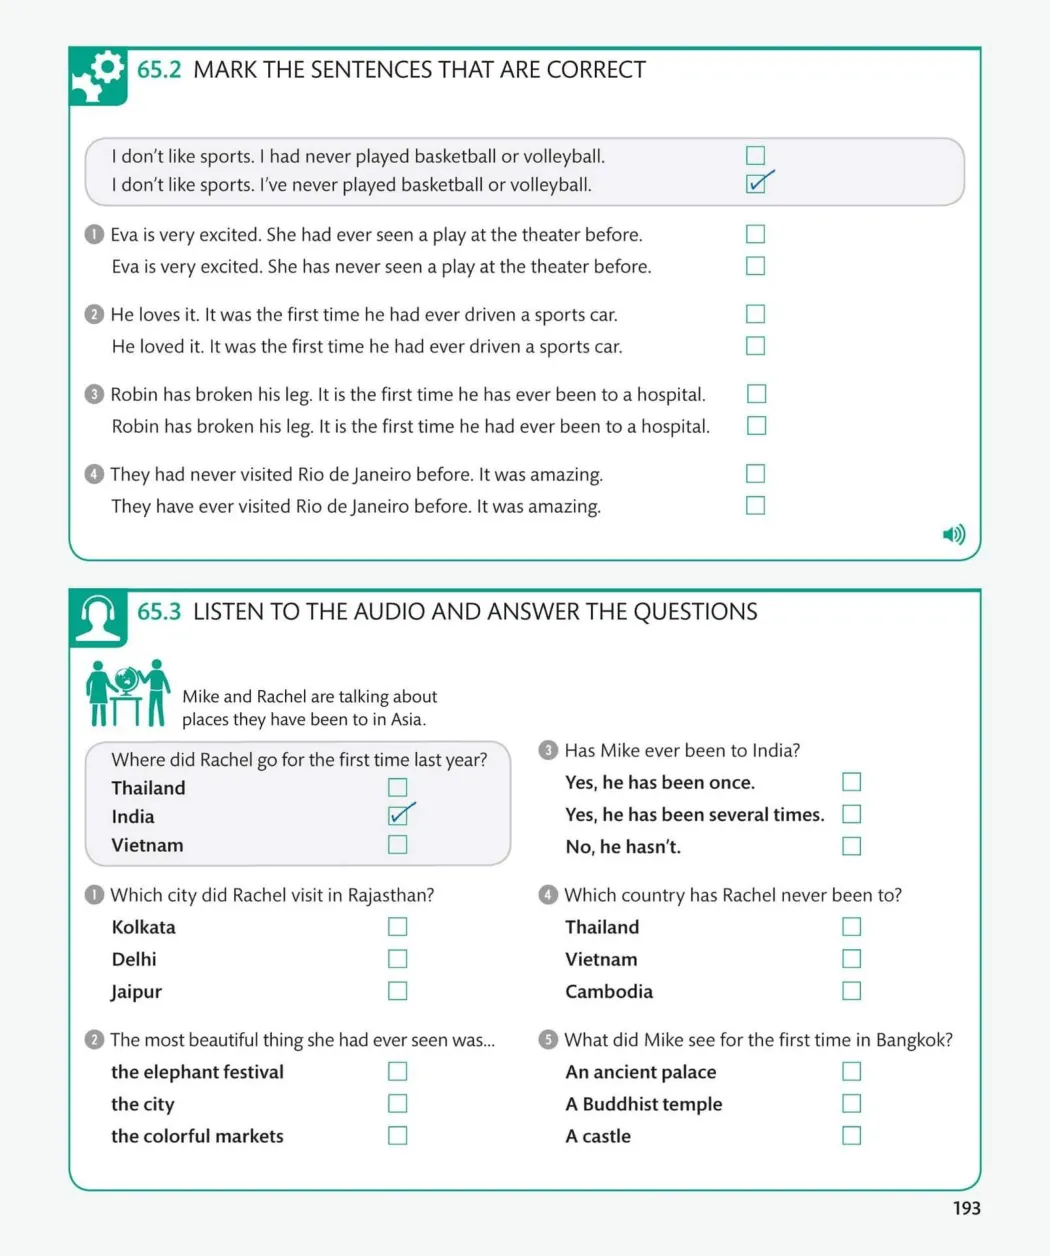 65.2 MARK THE SENTENCES THAT ARE CORRECT
I don't like sports. I had never played basketball or volleyball.
I don't like sports. I've never played basketball or volleyball.
1 Eva is very excited. She had ever seen a play at the theater before.
Eva is very excited. She has never seen a play at the theater before.
2 He loves it. It was the first time he had ever driven a sports car.
He loved it. It was the first time he had ever driven a sports car.
3 Robin has broken his leg. It is the first time he has ever been to a hospital.
Robin has broken his leg. It is the first time he had ever been to a hospital.
4 They had never visited Rio de Janeiro before. It was amazing.
They have ever visited Rio de Janeiro before. It was amazing.
65.3 LISTEN TO THE AUDIO AND ANSWER THE QUESTIONS
Mike and Rachel are talking about
places they have been to in Asia.
Where did Rachel go for the first time last year?
Thailand
India
Vietnam
1 Which city did Rachel visit in Rajasthan?
Kolkata
Delhi
Jaipur
2 The most beautiful thing she had ever seen was...
the elephant festival
the city
the colorful markets
3 Has Mike ever been to India?
Yes, he has been once.
Yes, he has been several times.
No, he hasn't.
4 Which country has Rachel never been to?
Thailand
Vietnam
Cambodia
5 What did Mike see for the first time in Bangkok?
An ancient palace
A Buddhist temple
A castle
193